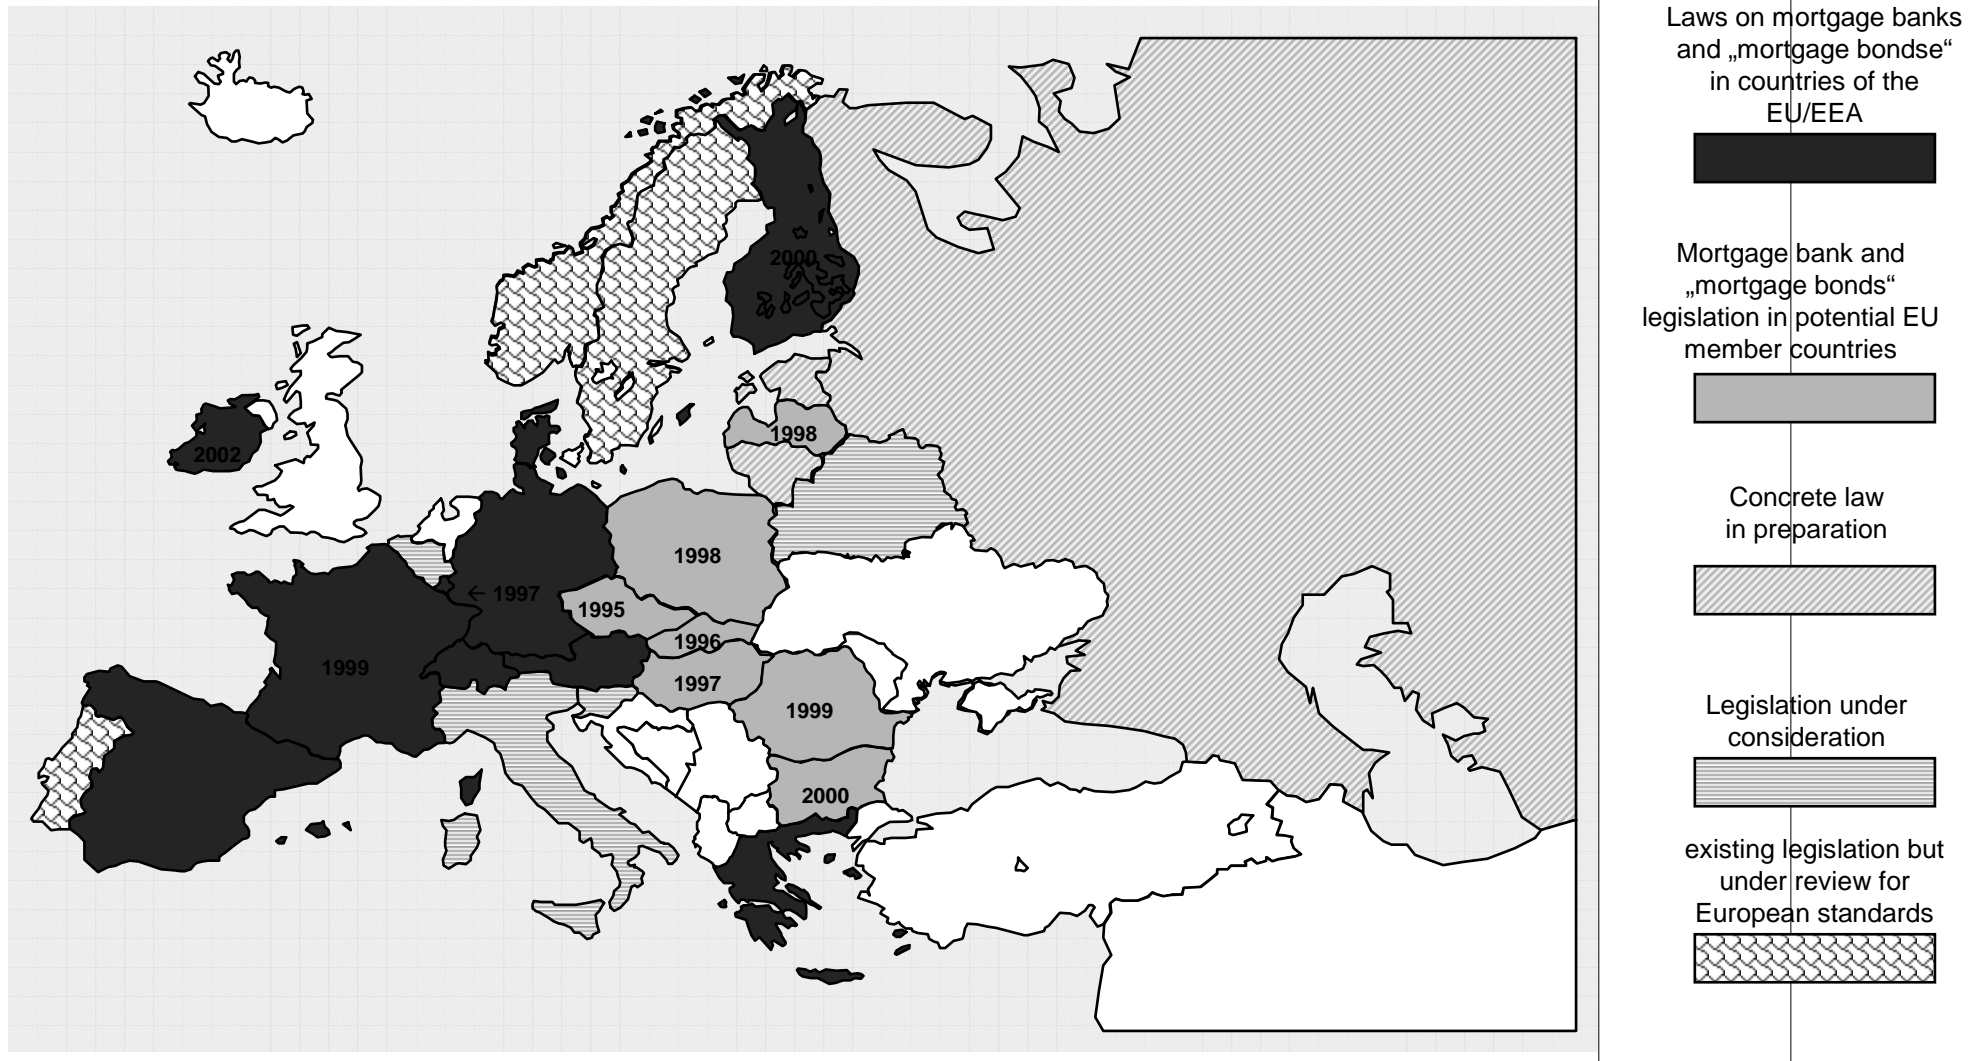 Laws on mortgage banks
and „mortgage bondse“
in countries of the
EU/EEA
Mortgage bank and
„mortgage bonds“
legislation in potential EU
member countries
Concrete law
in preparation
Legislation under
consideration
existing legislation but
under review for
European standards
2000
2002
1998
1998
← 1997
1995
1996
1999
1997
1999
2000